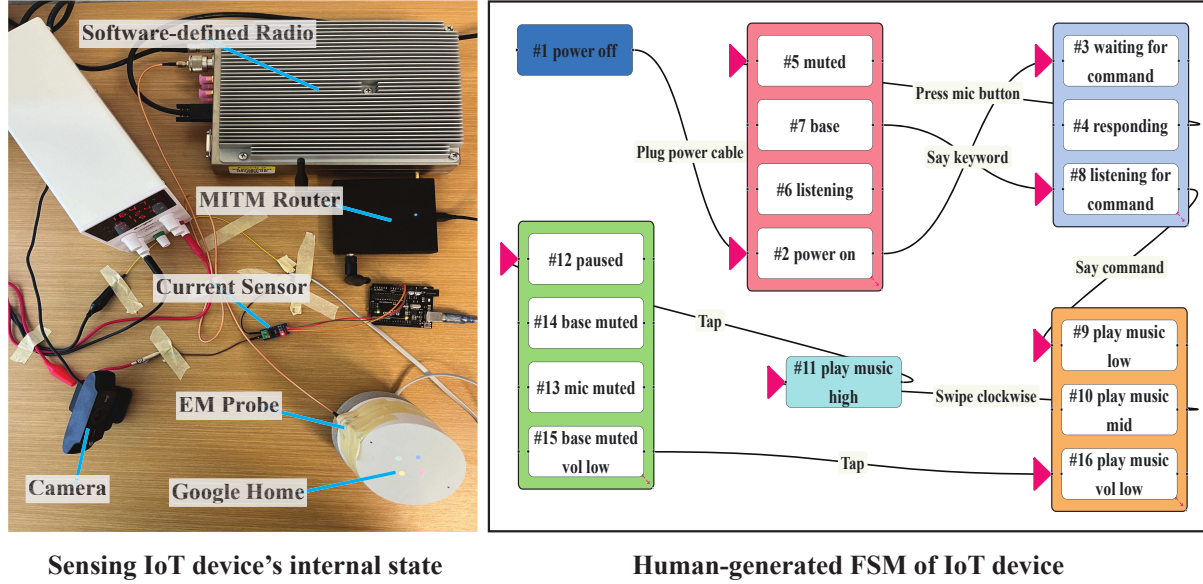 Software-defined Radio
MITM Router
Current Sensor
EM Probe
Camera
Google Home
Sensing IoT device's internal state
#1 power off
Plug power cable
#5 muted
#7 base
#6 listening
#2 power on
Press mic button
Say keyword
#3 waiting for
command
#4 responding
#8 listening for
command
Say command
#12 paused
#14 base muted
#13 mic muted
#15 base muted
vol low
Tap
#11 play music
high
Swipe clockwise
Tap
#9 play music
low
#10 play music
mid
#16 play music
vol low
Human-generated FSM of IoT device